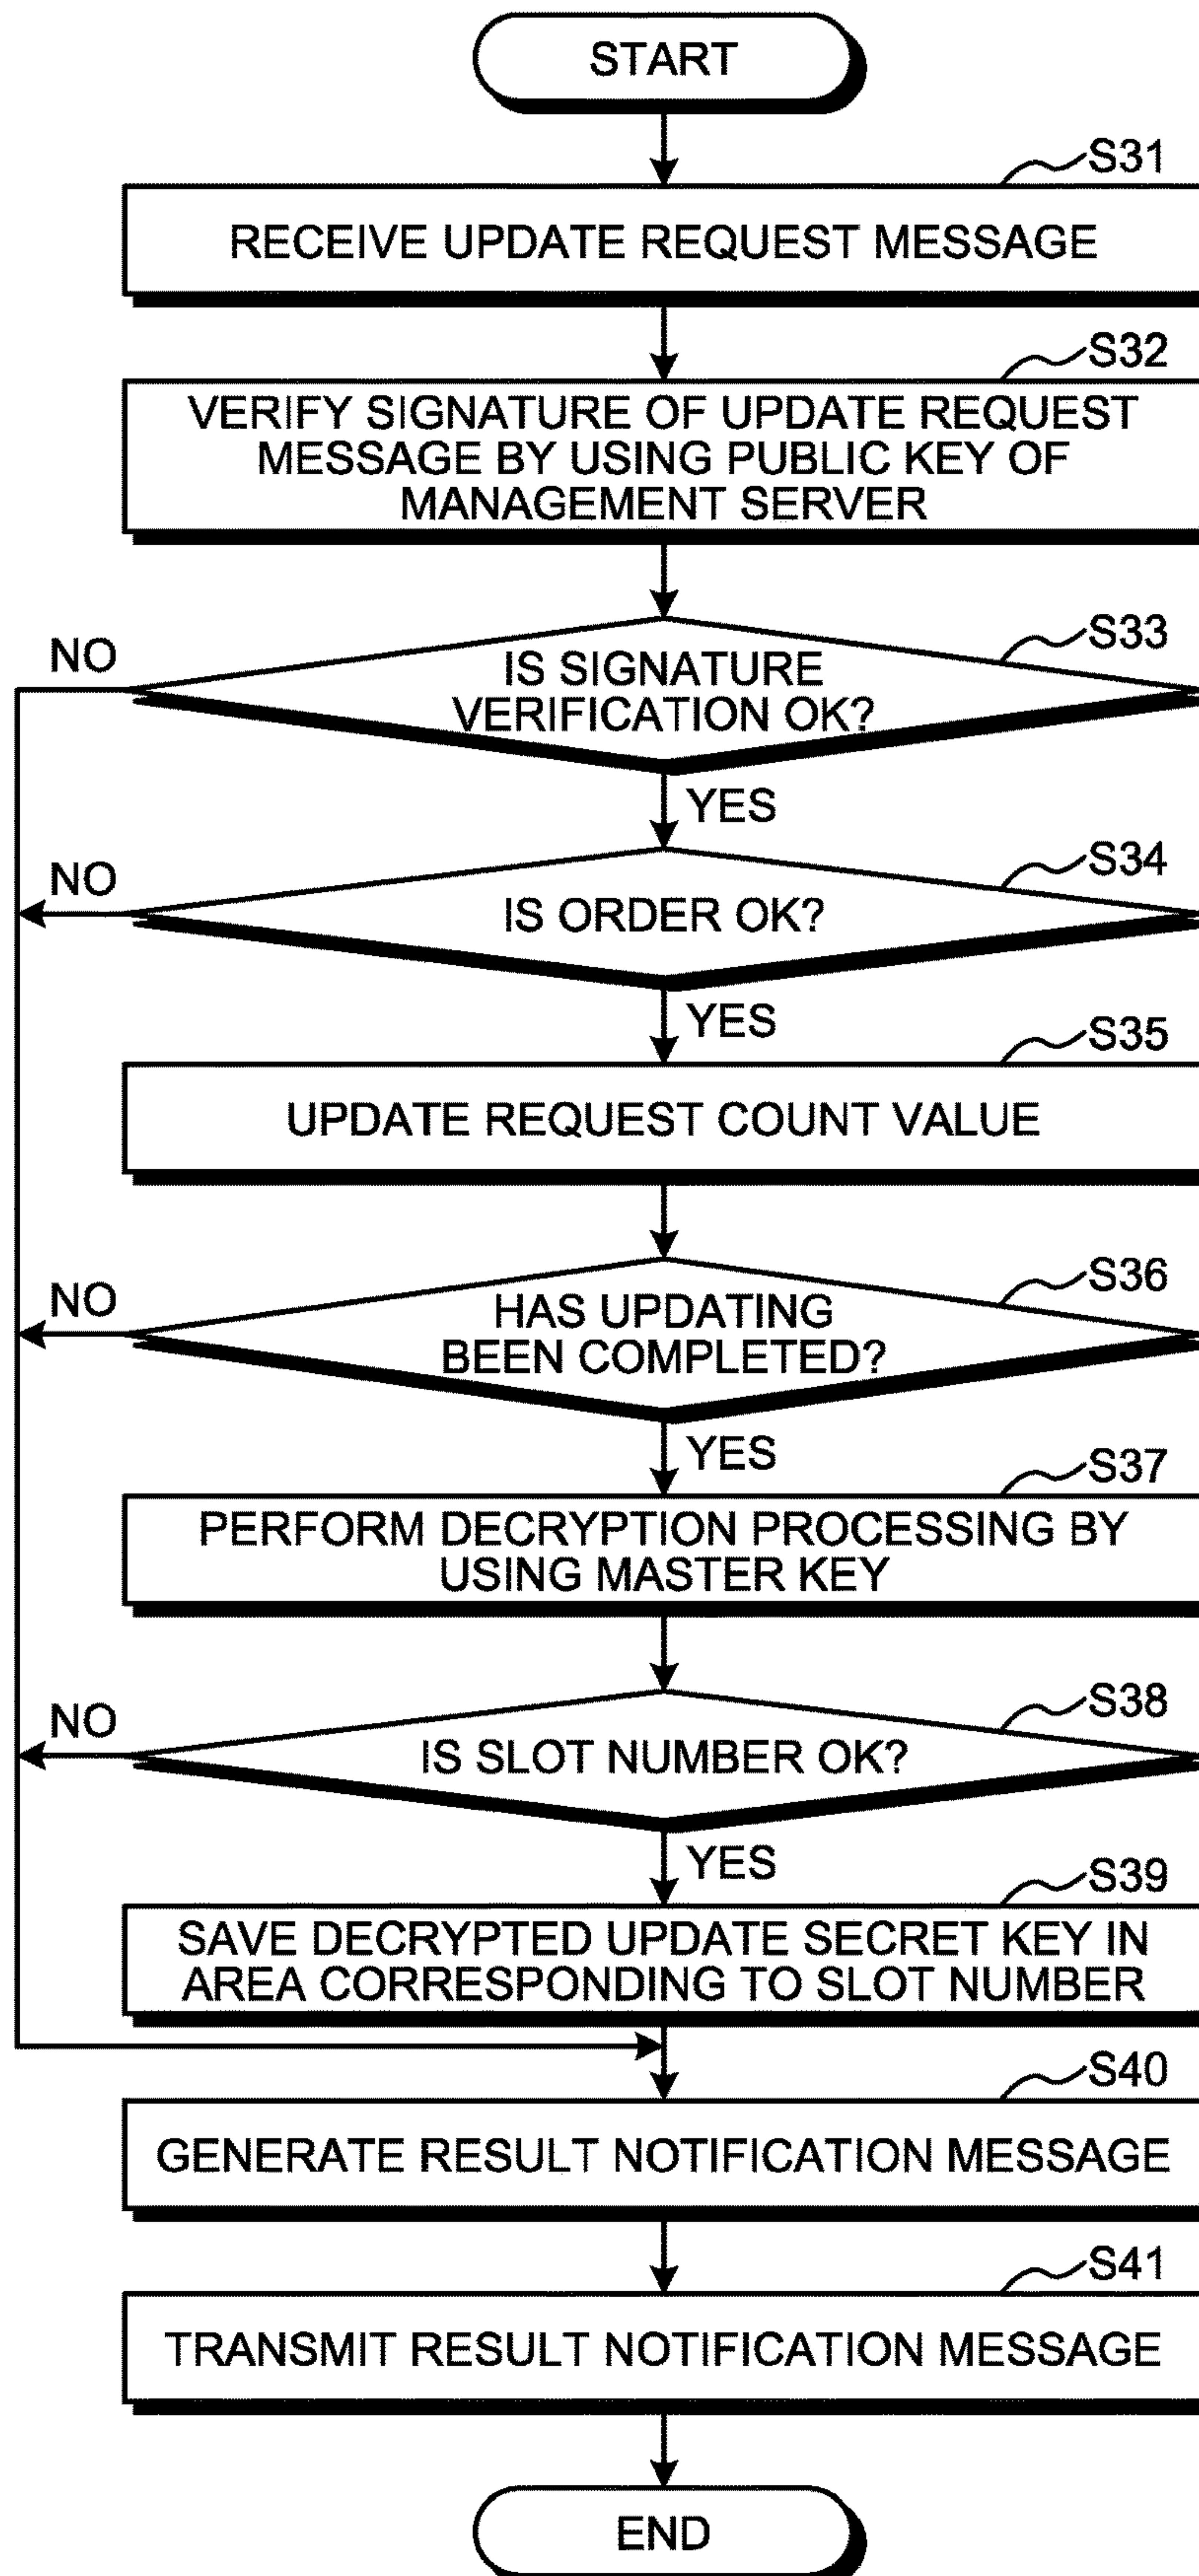 START
S31
RECEIVE UPDATE REQUEST MESSAGE
S32
VERIFY SIGNATURE OF UPDATE REQUEST
MESSAGE BY USING PUBLIC KEY OF
MANAGEMENT SERVER
S33
NO
IS SIGNATURE
VERIFICATION OK?
YES
S34
NO
IS ORDER OK?
YES
S35
UPDATE REQUEST COUNT VALUE
S36
NO
HAS UPDATING
BEEN COMPLETED?
YES
S37
PERFORM DECRYPTION PROCESSING BY
USING MASTER KEY
S38
NO
IS SLOT NUMBER OK?
YES
S39
SAVE DECRYPTED UPDATE SECRET KEY IN
AREA CORRESPONDING TO SLOT NUMBER
S40
GENERATE RESULT NOTIFICATION MESSAGE
S41
TRANSMIT RESULT NOTIFICATION MESSAGE
END